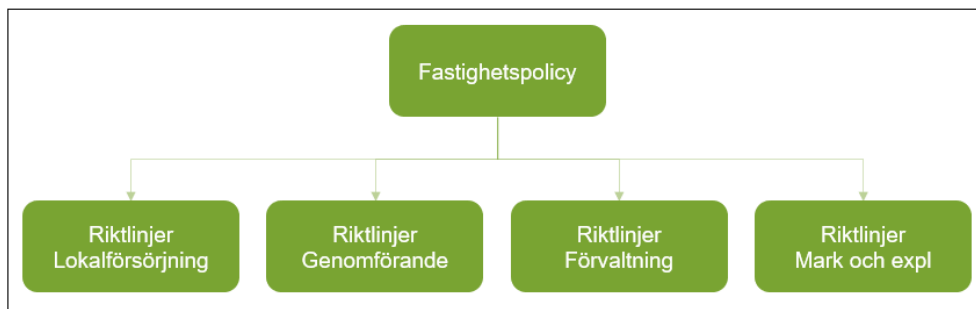 Fastighetspolicy
Riktlinjer
Lokalförsörjning
Riktlinjer
Genomförande
Riktlinjer
Förvaltning
Riktlinjer
Mark och expl